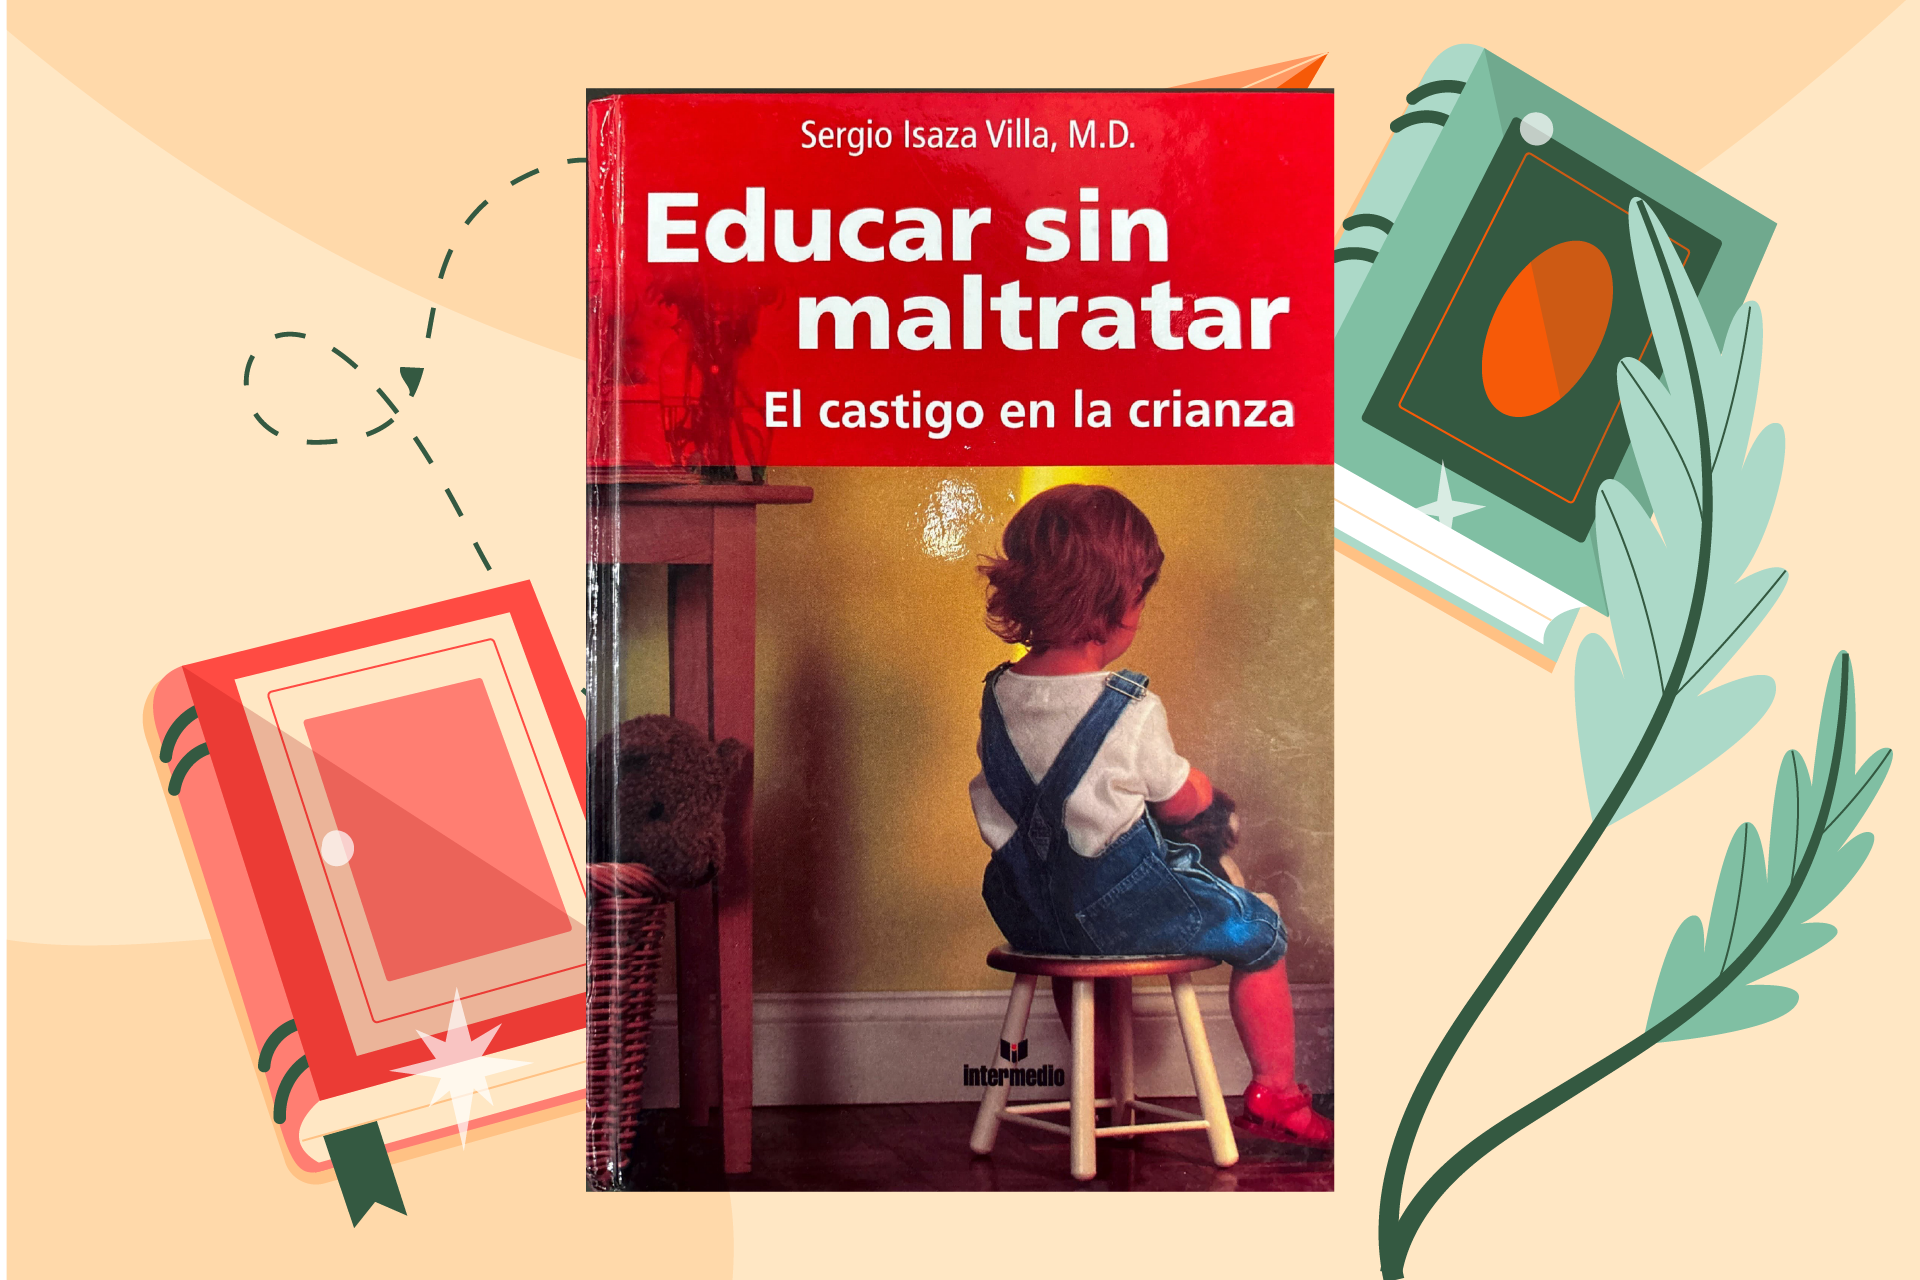 Sergio Isaza Villa, M.D.
Educar sin
maltratar
El castigo en la crianza
intermedio